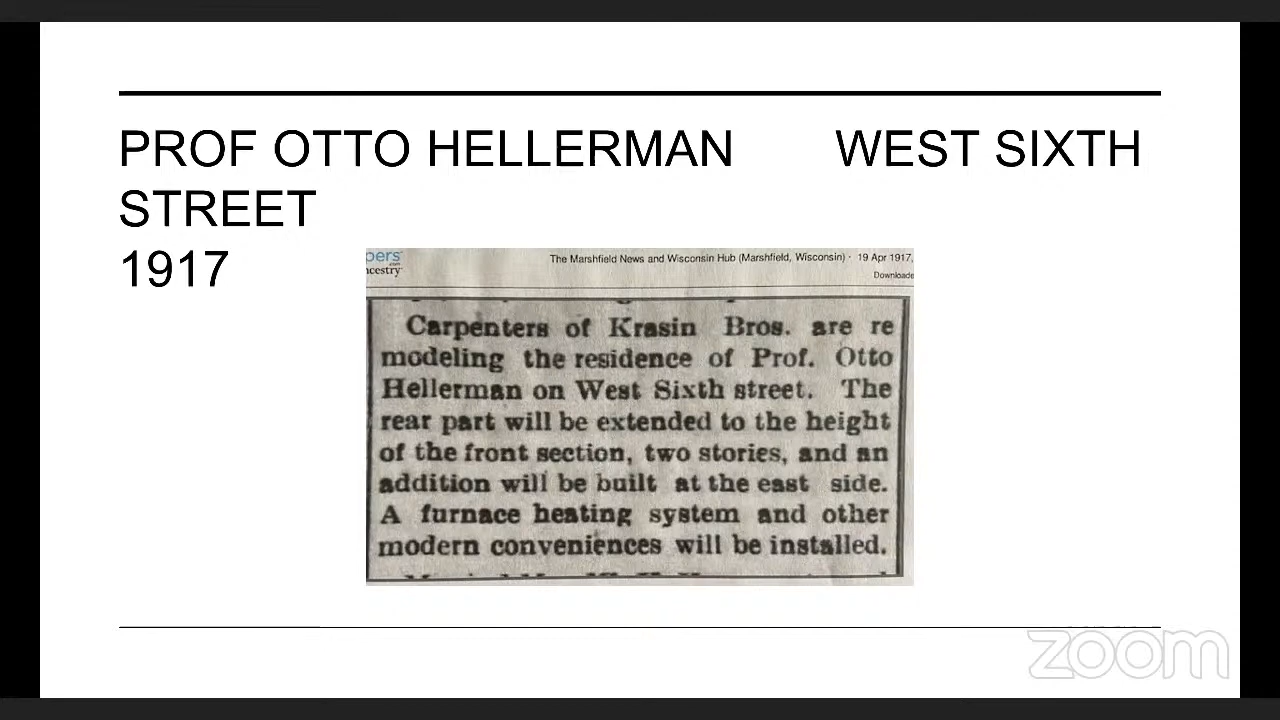 PROF OTTO HELLERMAN WEST SIXTH
STREET
1917
The Marshfield News and Wisconsin Hub (Marshfield, Wisconsin) · 19 Apr 1917,
Downloade
Carpenters of Krasin Bros. are re
modeling the residence of Prof. Otto
Hellerman on West Sixth street. The
rear part will be extended to the height
of the front section, two stories, and an
addition will be built at the east side.
A furnace heating system and other
modern conveniences will be installed.
zoom